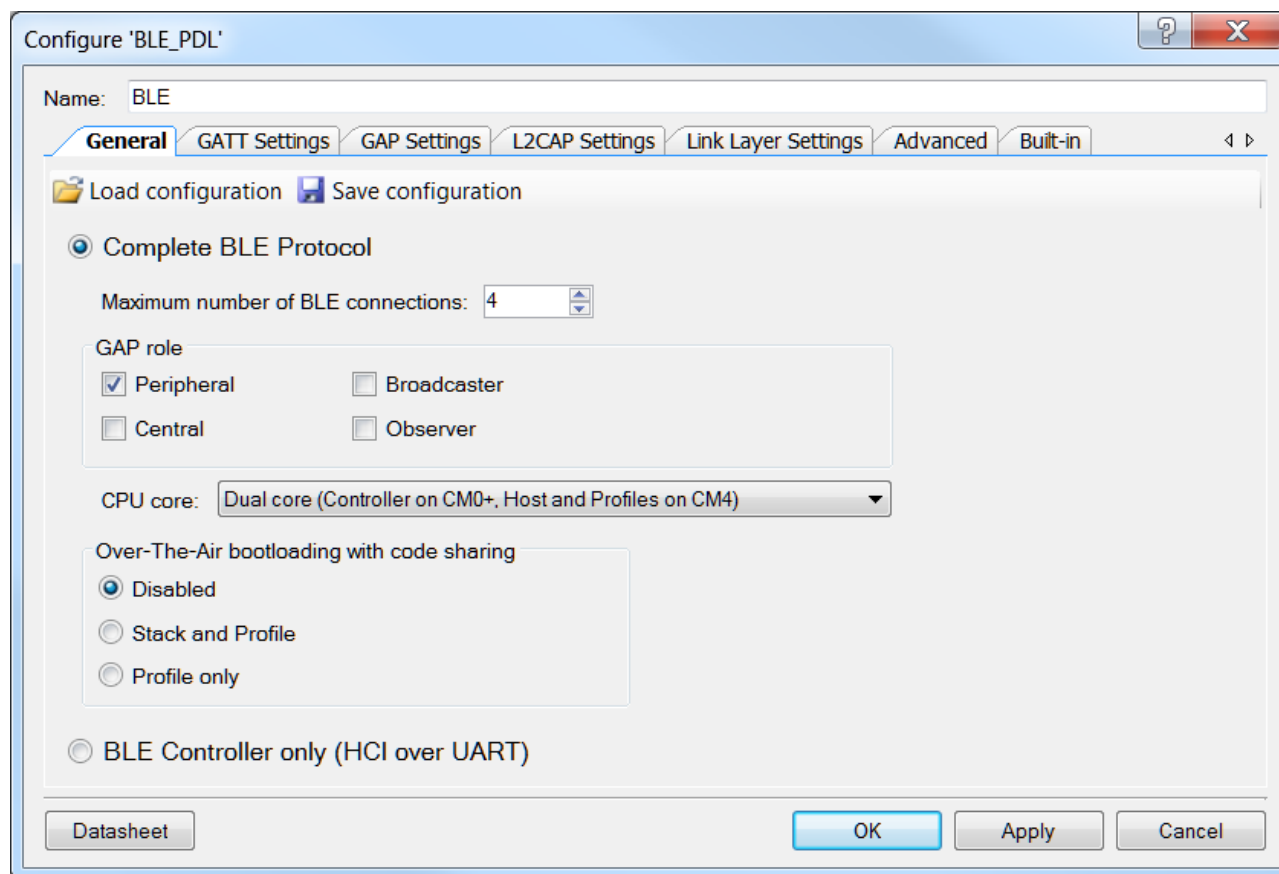 Configure 'BLE_PDL'
Name: BLE
General GATT Settings GAP Settings L2CAP Settings Link Layer Settings Advanced Built-in
Load configuration Save configuration
Complete BLE Protocol
Maximum number of BLE connections: 4
GAP role
Peripheral Broadcaster
Central Observer
CPU core: Dual core (Controller on CM0+, Host and Profiles on CM4)
Over-The-Air bootloading with code sharing
Disabled
Stack and Profile
Profile only
BLE Controller only (HCI over UART)
Datasheet OK Apply Cancel